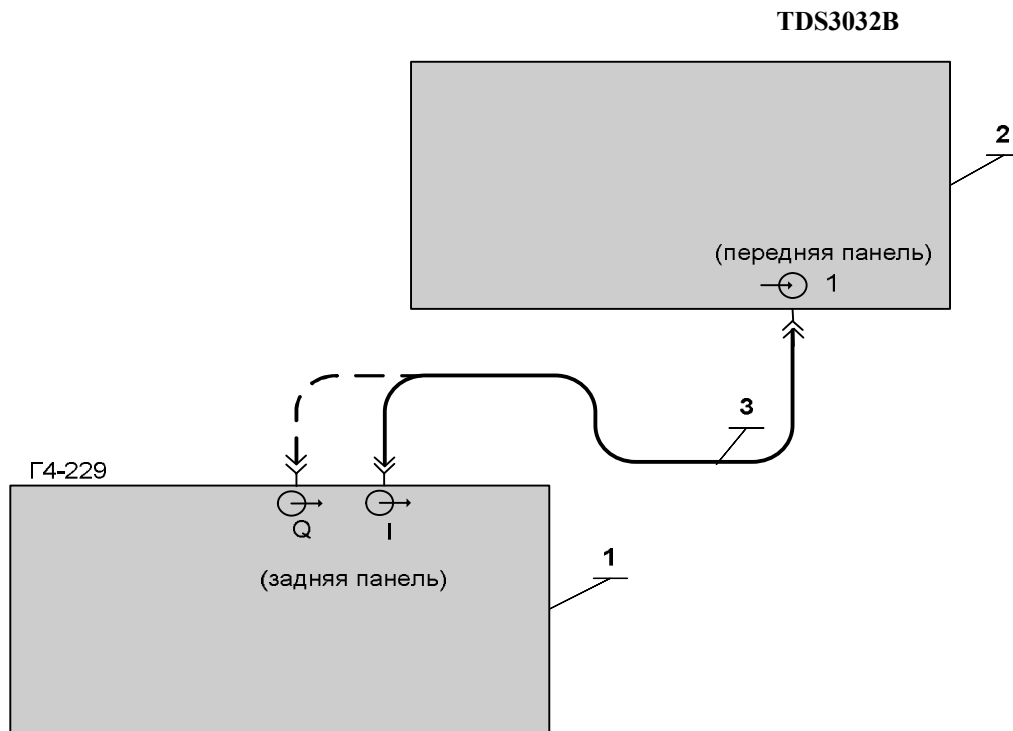 TDS3032B
2
(передняя панель)
1
3
Г4-229
Q I
(задняя панель)
1